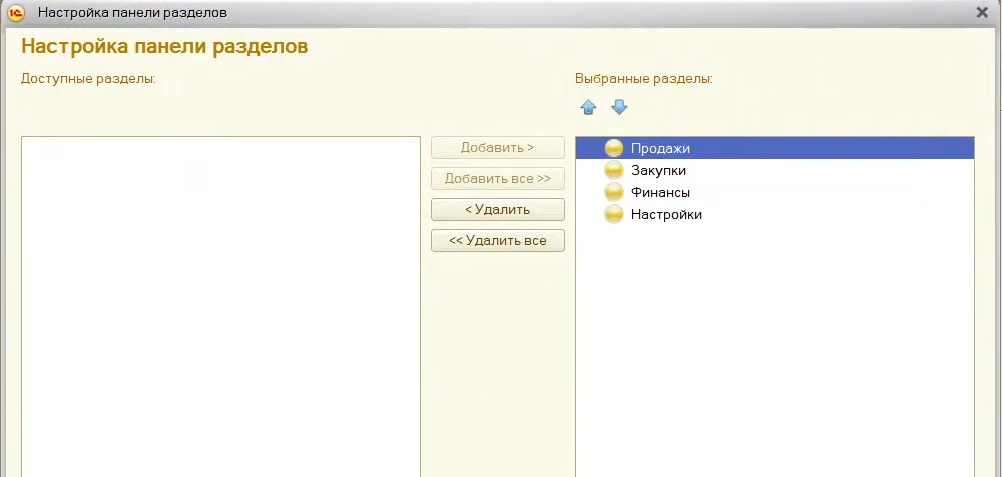 1С Настройка панели разделов
Настройка панели разделов
Доступные разделы:
Выбранные разделы:
Добавить >
Добавить все >>
< Удалить
<< Удалить все
Продажи
Закупки
Финансы
Настройки